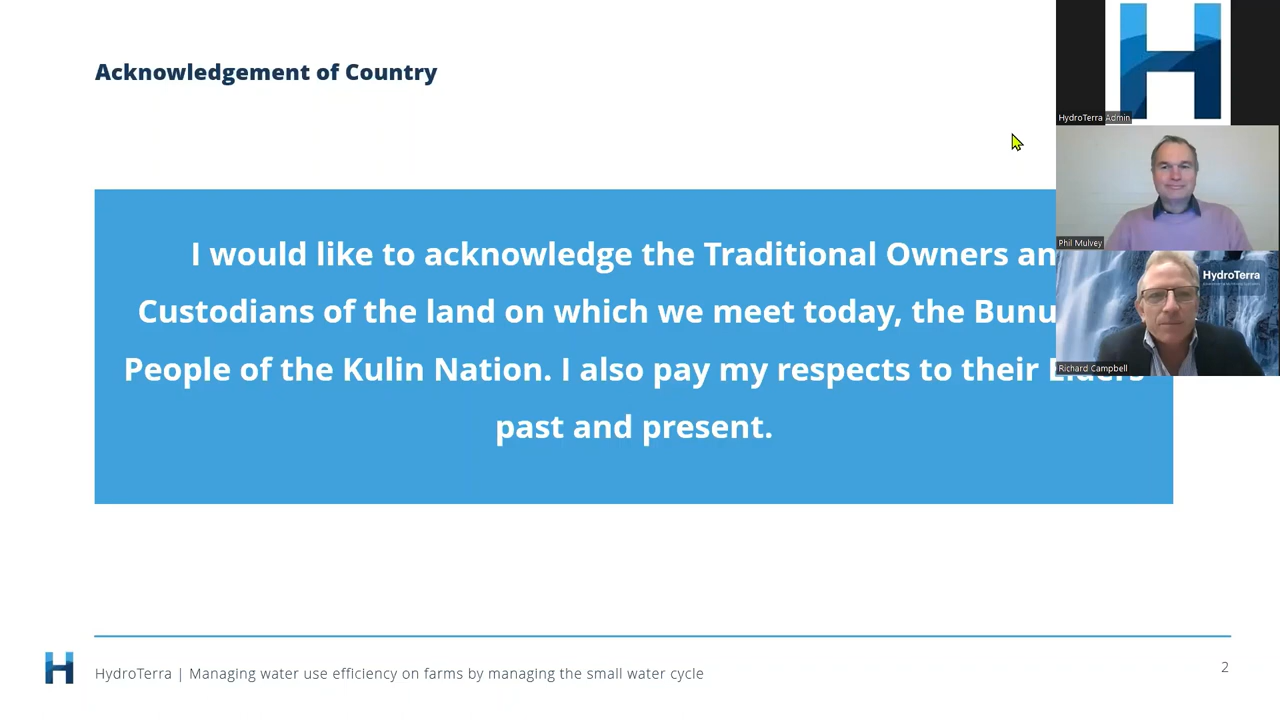 Acknowledgement of Country
I would like to acknowledge the Traditional Owners an
Custodians of the land on which we meet today, the Bunu
People of the Kulin Nation. I also pay my respects to their Elders
past and present.
HydroTerra | Managing water use efficiency on farms by managing the small water cycle
2
HydroTerra Admin
Phil Mulvey
HydroTerra
Richard Campbell